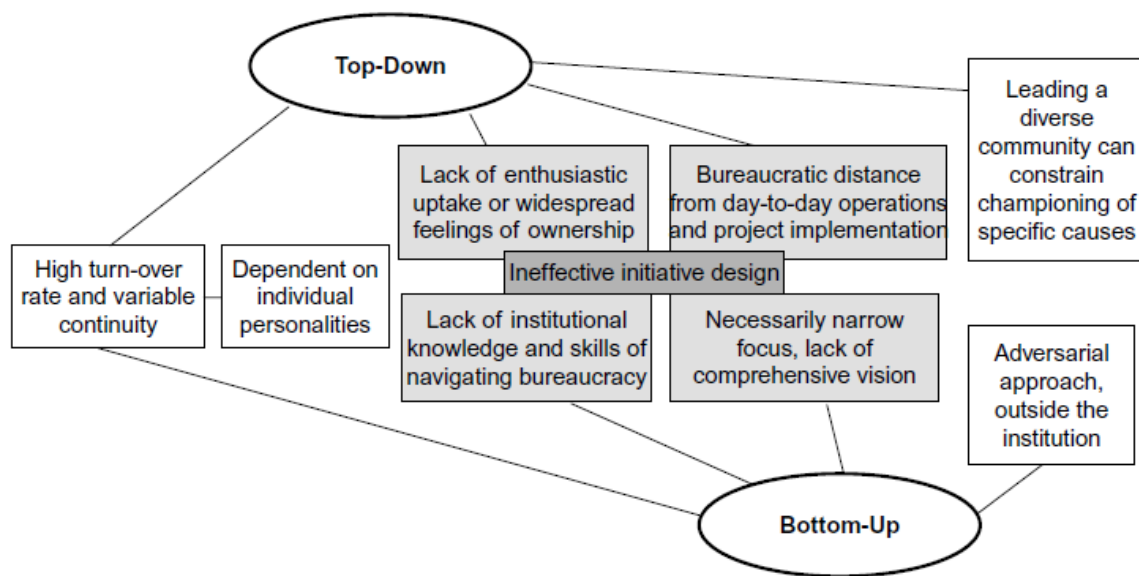 Top-Down
Leading a
diverse
community can
constrain
championing of
specific causes
Lack of enthusiastic
uptake or widespread
feelings of ownership
Bureaucratic distance
from day-to-day operations
and project implementation
High turn-over
rate and variable
continuity
Dependent on
individual
personalities
Ineffective initiative design
Lack of institutional
knowledge and skills of
navigating bureaucracy
Necessarily narrow
focus, lack of
comprehensive vision
Adversarial
approach,
outside the
institution
Bottom-Up